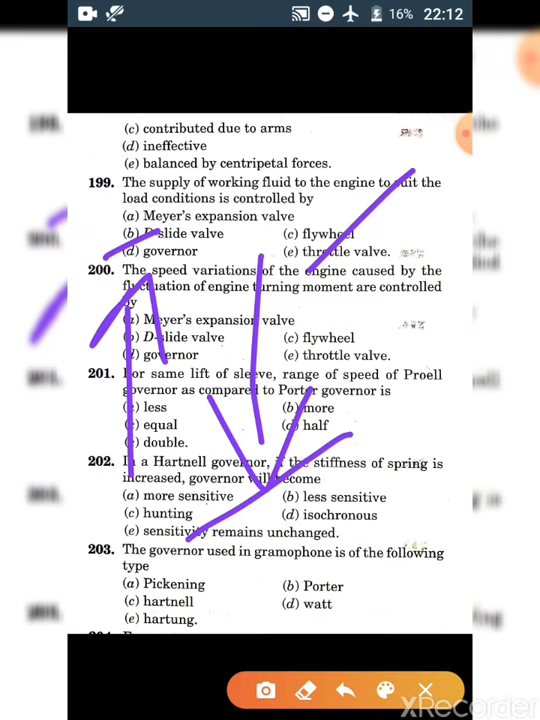 16% 22:12
(c) contributed due to arms
(d) ineffective
(e) balanced by centripetal forces.
199. The supply of working fluid to the engine to suit the
load conditions is controlled by
(a) Meyer's expansion valve
(b) D-slide valve (c) flywheel
(d) governor (e) throttle valve.
200. The speed variations of the engine caused by the
fluctuation of engine turning moment are controlled
by
(a) Meyer's expansion valve
(b) D-slide valve (c) flywheel
(d) governor (e) throttle valve.
201. For same lift of sleeve, range of speed of Proell
governor as compared to Porter governor is
(a) less (b) more
(c) equal (d) half
(e) double.
202. In a Hartnell governor, if the stiffness of spring is
increased, governor will become
(a) more sensitive (b) less sensitive
(c) hunting (d) isochronous
(e) sensitivity remains unchanged.
203. The governor used in gramophone is of the following
type
(a) Pickening (b) Porter
(c) hartnell (d) watt
(e) hartung.
XRecorder